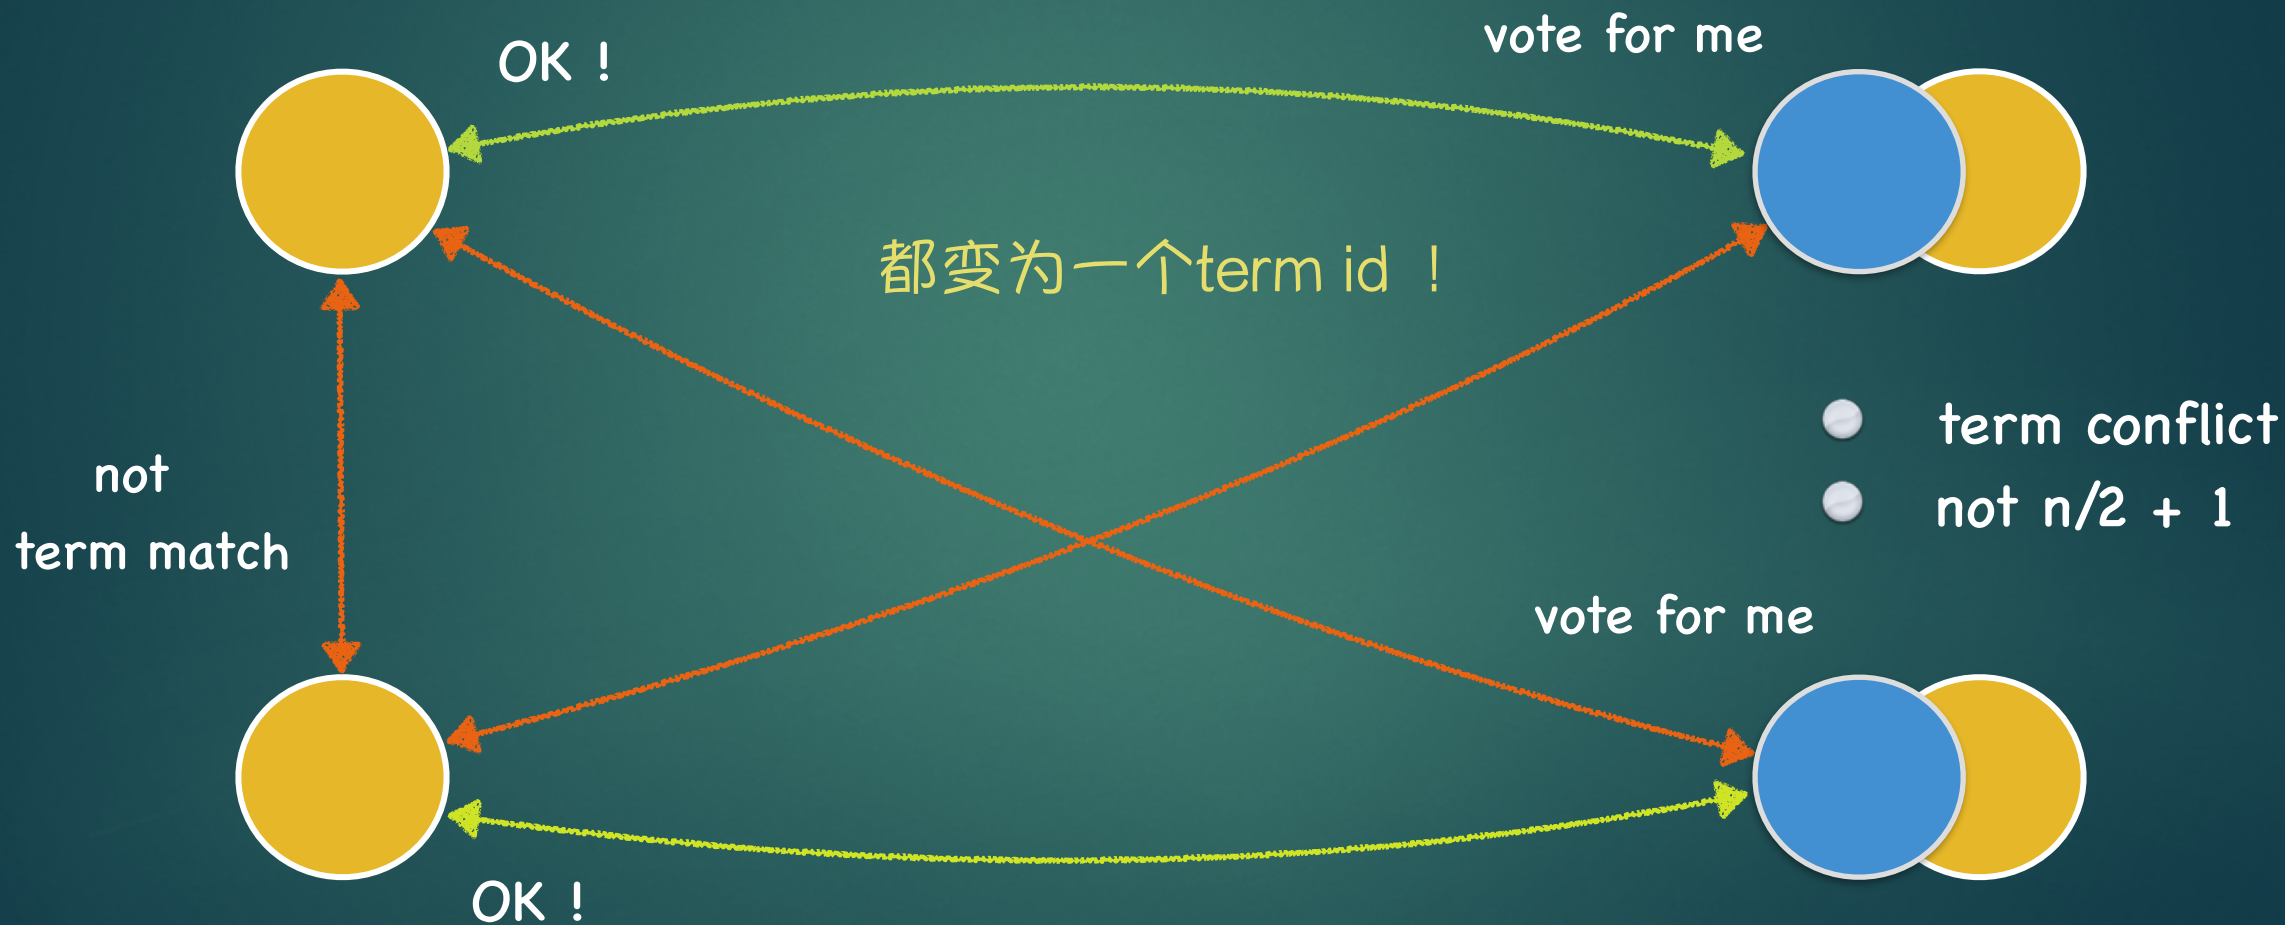 vote for me
OK !
都变为一个term id !
term conflict
not
term match
not n/2 + 1
vote for me
OK !